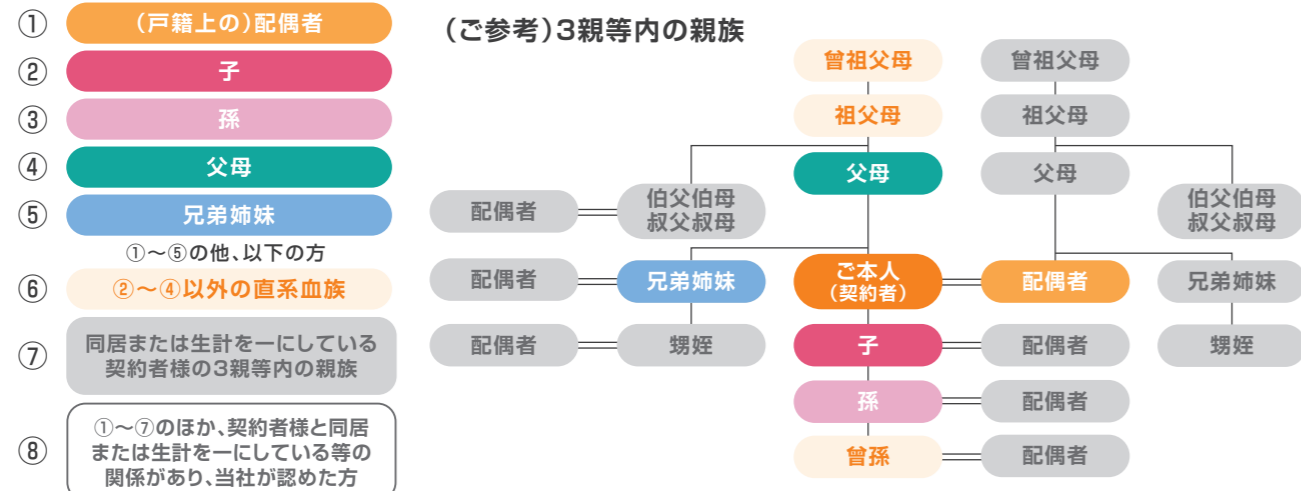 ① (戸籍上の)配偶者
② 子
③ 孫
④ 父母
⑤ 兄弟姉妹
①～⑤の他、以下の方
⑥ ②～④以外の直系血族
⑦ 同居または生計を一にしている
契約者様の3親等内の親族
⑧ ①～⑦のほか、契約者様と同居
または生計を一にしている等の
関係があり、当社が認めた方
(ご参考)3親等内の親族
曾祖父母 曾祖父母
祖父母 祖父母
父母 父母
配偶者 伯父伯母 伯父伯母
叔父叔母 叔父叔母
配偶者 兄弟姉妹 ご本人 配偶者 兄弟姉妹
(契約者)
配偶者 甥姪 子 配偶者 甥姪
孫 配偶者
曾孫 配偶者